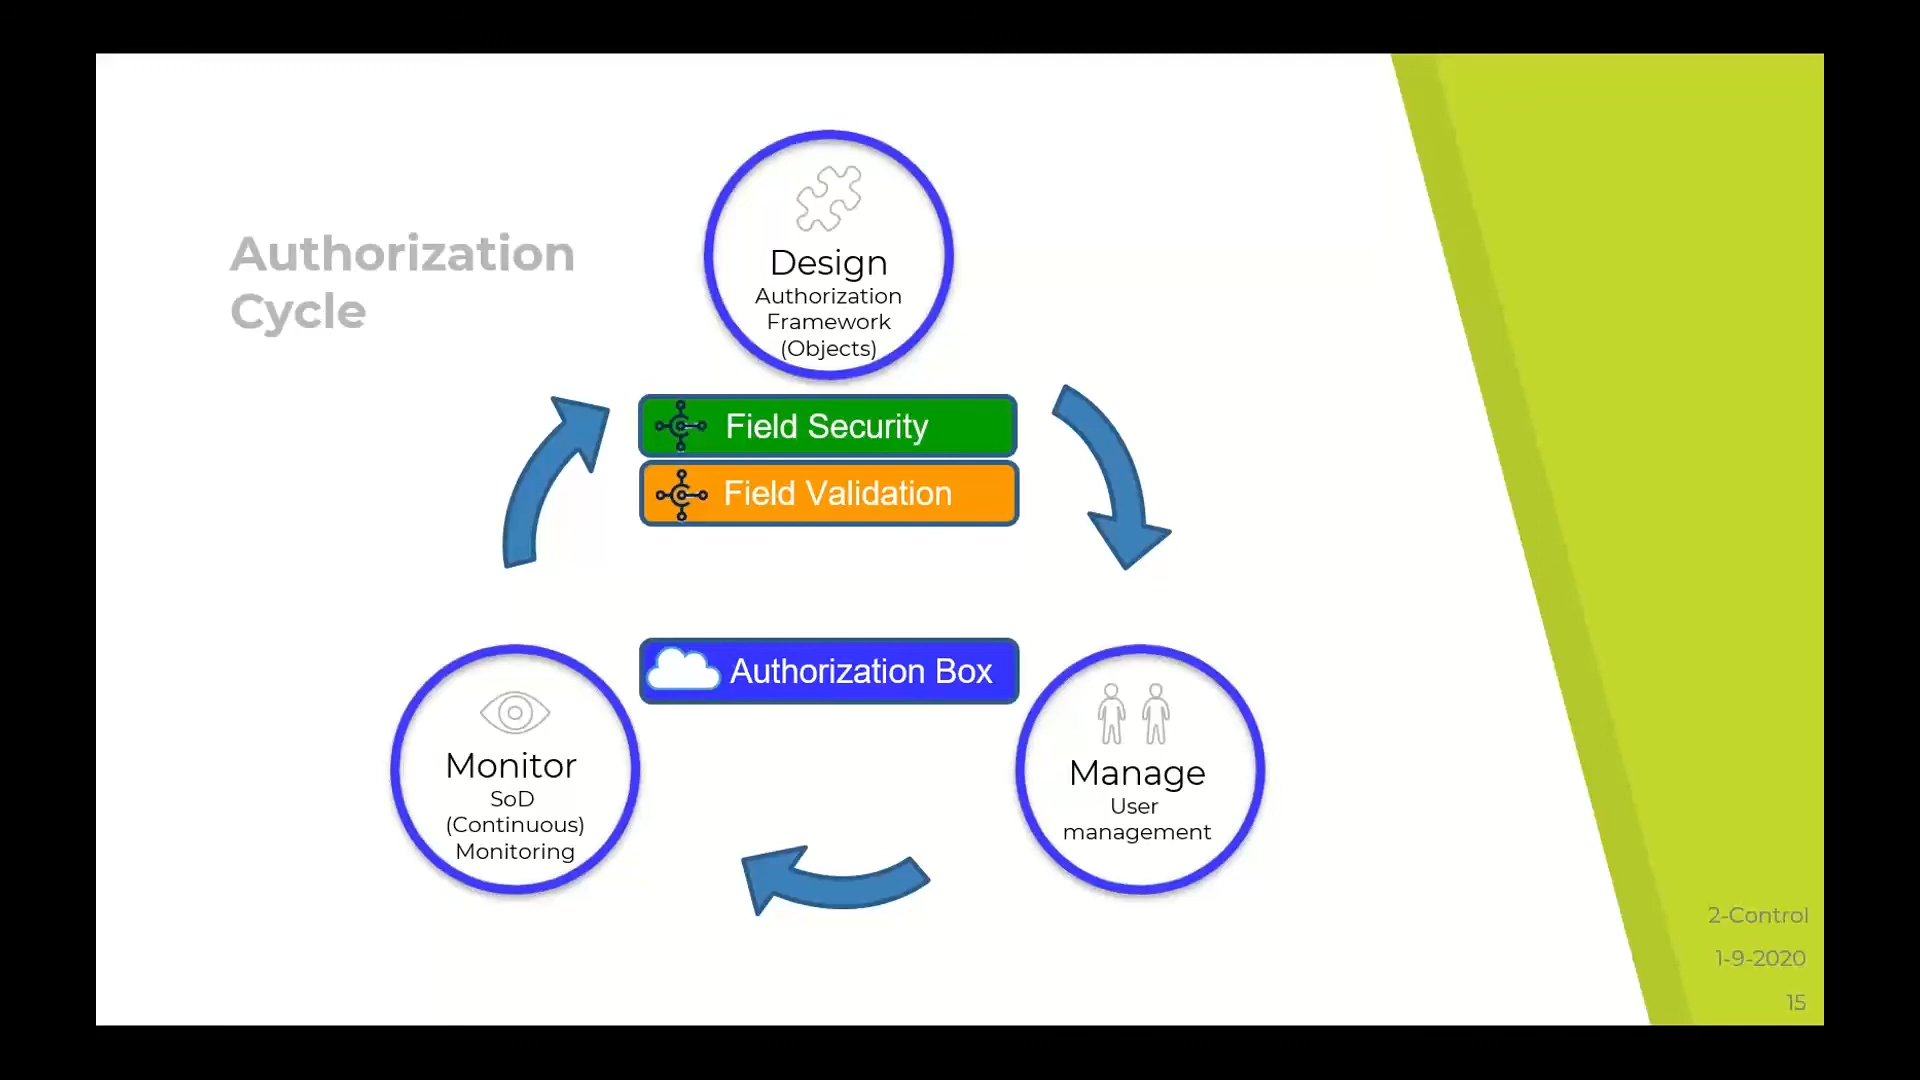 Authorization
Cycle
Design
Authorization
Framework
(Objects)
Field Security
Field Validation
Authorization Box
Monitor
SoD
(Continuous)
Monitoring
Manage
User
management
2-Control
1-9-2020
15